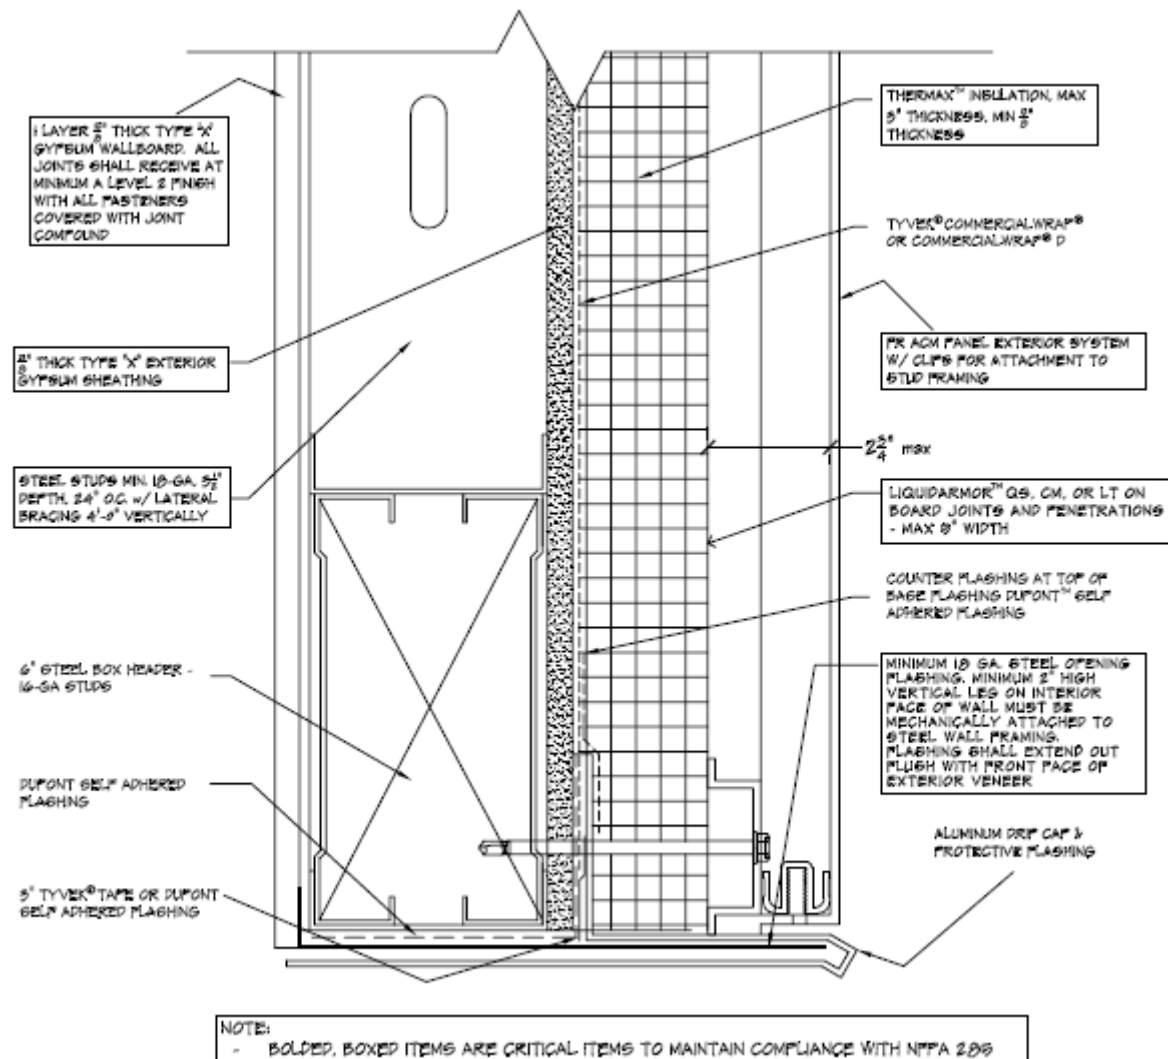 1 LAYER 5/8" THICK TYPE "X"
GYPSUM WALLBOARD. ALL
JOINTS SHALL RECEIVE AT
MINIMUM A LEVEL 2 FINISH
WITH ALL FASTENERS
COVERED WITH JOINT
COMPOUND
5/8" THICK TYPE "X" EXTERIOR
GYPSUM SHEATHING
STEEL STUDS MIN. 18-GA, 3 1/2"
DEPTH, 24" O.C. w/ LATERAL
BRACING 4'-0" VERTICALLY
6" STEEL BOX HEADER -
16-GA STUDS
DUPONT SELF ADHERED
FLASHING
3" TYVEK® TAPE OR DUPONT
SELF ADHERED FLASHING
THERMAX™ INSULATION, MAX
3" THICKNESS, MIN 5/8"
THICKNESS
TYVEK® COMMERCIALWRAP®
OR COMMERCIALWRAP® D
FR ACM PANEL EXTERIOR SYSTEM
W/ CLIPS FOR ATTACHMENT TO
STUD FRAMING
2 3/4" max
LIQUIDARMOR™ QS, CM, OR LT ON
BOARD JOINTS AND PENETRATIONS
- MAX WIDTH
COUNTER FLASHING AT TOP OF
BASE FLASHING DUPONT™ SELF
ADHERED FLASHING
MINIMUM 18 GA. STEEL OPENING
FLASHING. MINIMUM 2" HIGH
VERTICAL LEG ON INTERIOR
FACE OF WALL MUST BE
MECHANICALLY ATTACHED TO
STEEL WALL FRAMING.
FLASHING SHALL EXTEND OUT
FLUSH WITH FRONT FACE OF
EXTERIOR VENEER
ALUMINUM DRIP CAP &
PROTECTIVE FLASHING
NOTE:
- BOLDED, BOXED ITEMS ARE CRITICAL ITEMS TO MAINTAIN COMPLIANCE WITH NFPA 285